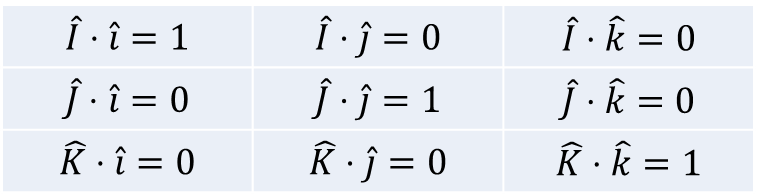 Î · î = 1 Î · ĵ = 0 Î · k̂ = 0
Ĵ · î = 0 Ĵ · ĵ = 1 Ĵ · k̂ = 0
K̂ · î = 0 K̂ · ĵ = 0 K̂ · k̂ = 1